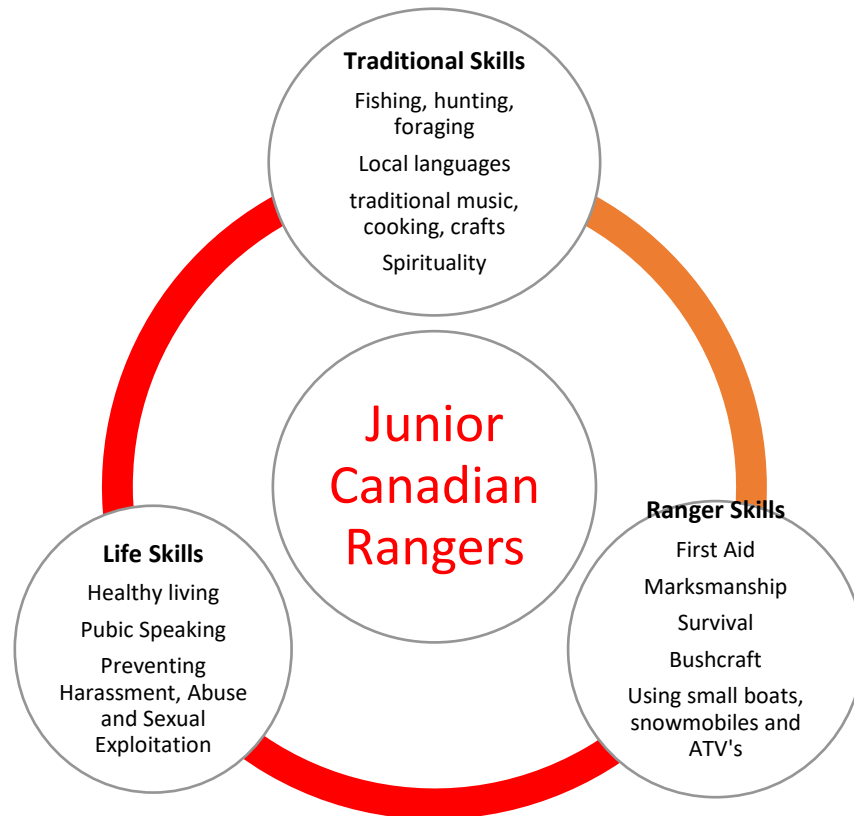 Traditional Skills
Fishing, hunting,
foraging
Local languages
traditional music,
cooking, crafts
Spirituality
Junior
Canadian
Rangers
Life Skills
Healthy living
Pubic Speaking
Preventing
Harassment, Abuse
and Sexual
Exploitation
Ranger Skills
First Aid
Marksmanship
Survival
Bushcraft
Using small boats,
snowmobiles and
ATV's